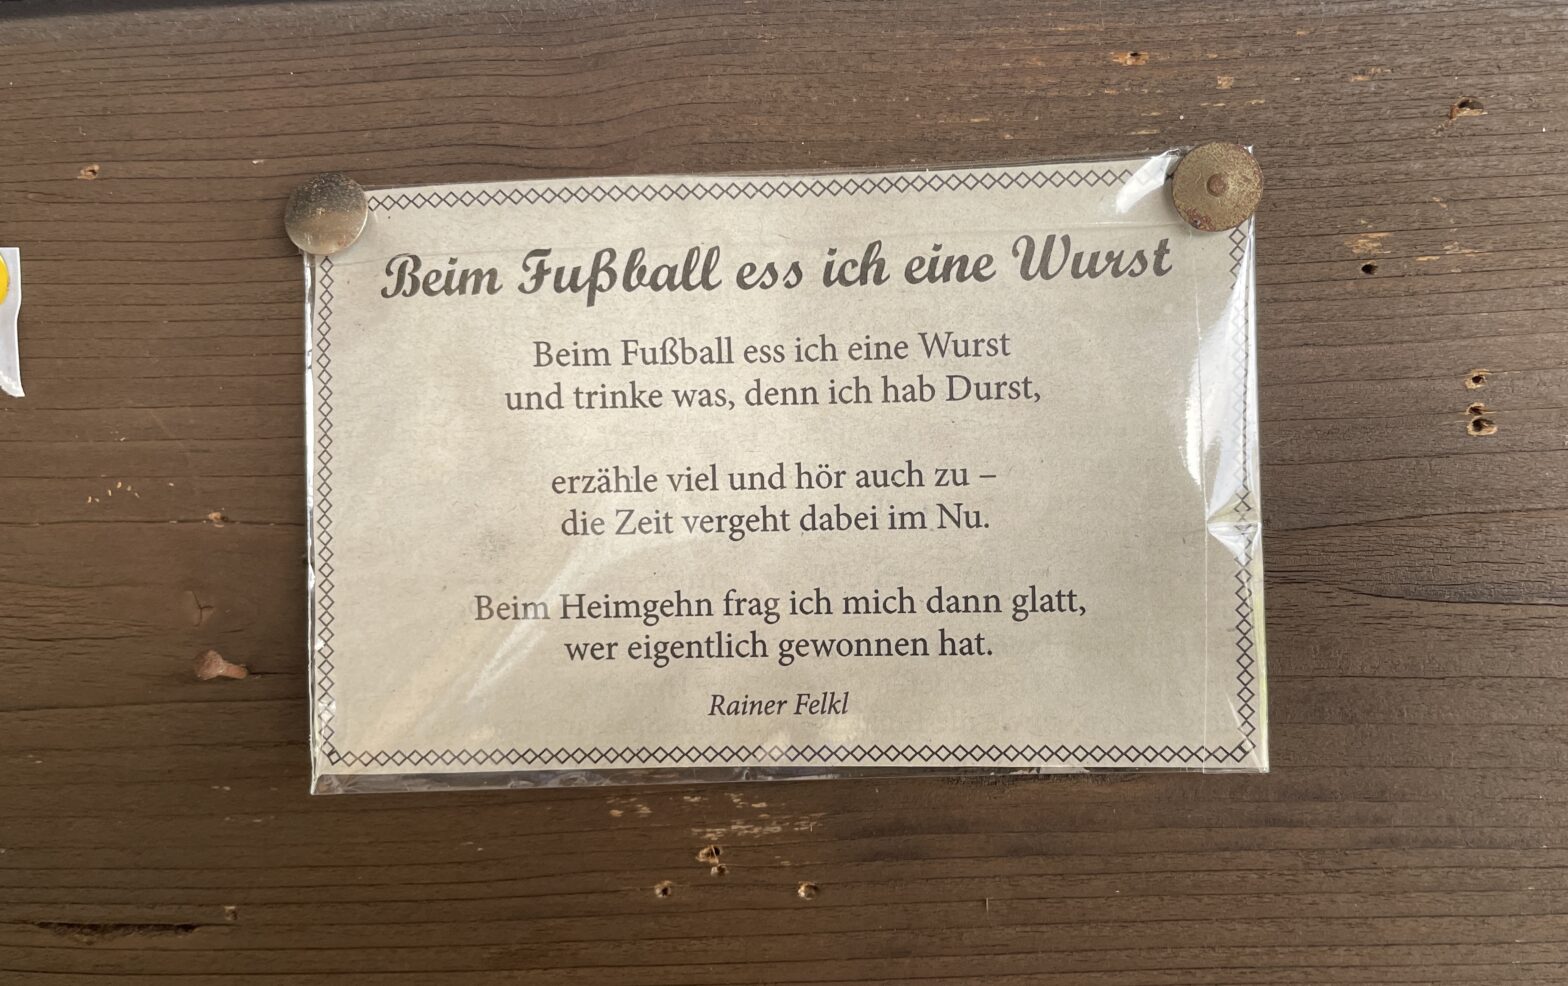 Beim Fußball ess ich eine Wurst
Beim Fußball ess ich eine Wurst
und trinke was, denn ich hab Durst,
erzähle viel und hör auch zu –
die Zeit vergeht dabei im Nu.
Beim Heimgehn frag ich mich dann glatt,
wer eigentlich gewonnen hat.
Rainer Felkl